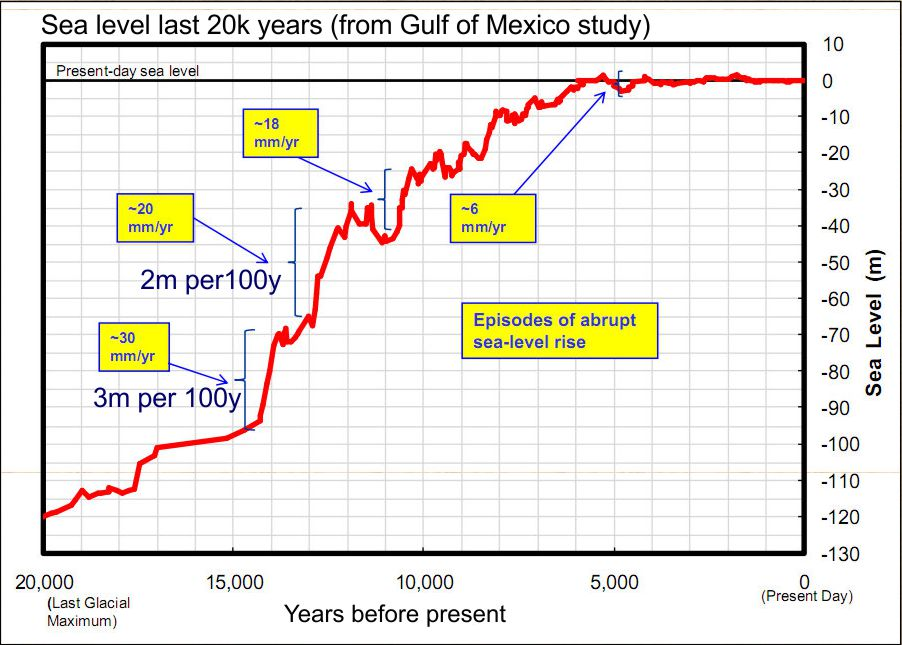 Sea level last 20k years (from Gulf of Mexico study)
Present-day sea level
~18
mm/yr
~20
mm/yr
2m per100y
~30
mm/yr
3m per 100y
~6
mm/yr
Episodes of abrupt
sea-level rise
10
0
-10
-20
-30
-40
-50
-60
-70
-80
-90
-100
-110
-120
-130
Sea Level (m)
20,000
15,000
10,000
5,000
0
(Last Glacial
Maximum)
(Present Day)
Years before present